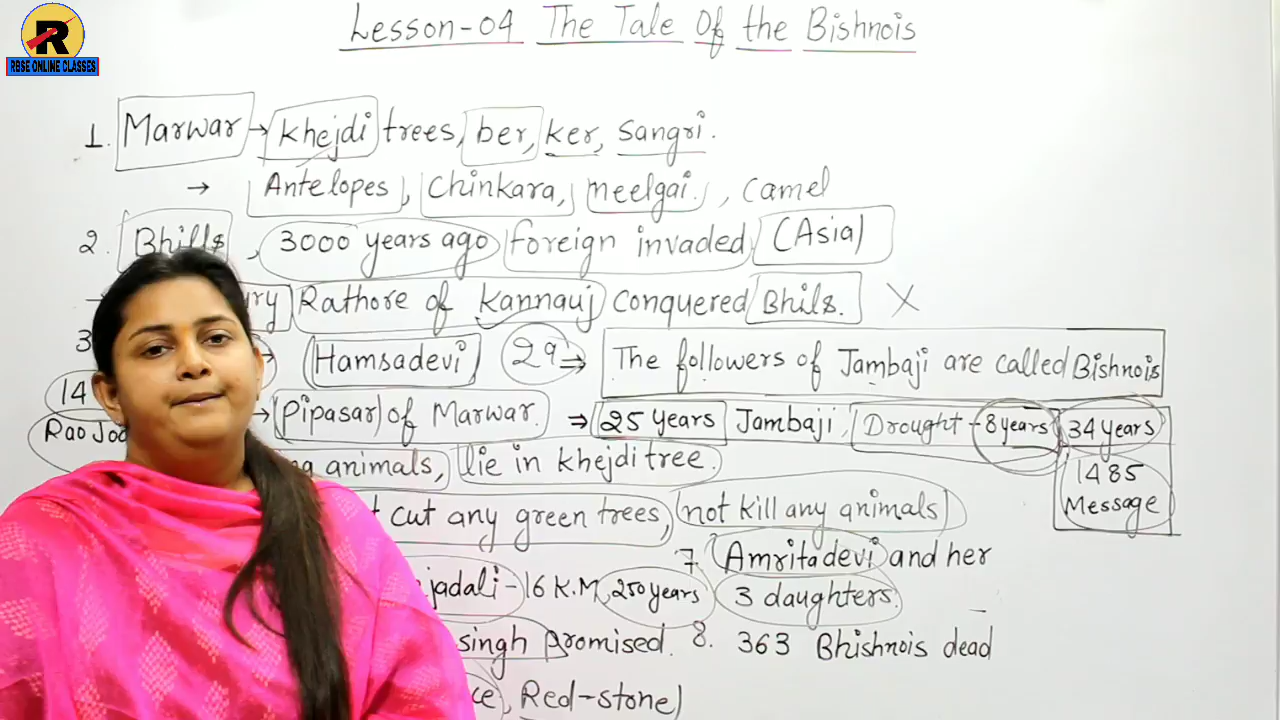 R
RBSE ONLINE CLASSES
Lesson-04 The Tale Of the Bishnois
1. Marwar → Khejdi trees, ber, ker, Sangri.
→ Antelopes, Chinkara, neelgai, Camel
2. Bhills, 3000 years ago foreign invaded (Asia)
Rathore of Kannauj conquered Bhils. X
3 Hamsadevi 29 ⇒ The followers of Jambaji are called Bishnois
14 → Pipasar of Marwar. ⇒ 25 years Jambaji, Drought - 8 years 34 years
Rao Jod animals, lie in khejdi tree. 1485
Message
cut any green trees, not kill any animals
7. Amrita devi and her
jadali - 16 K.M, 250 years 3 daughters.
singh promised. 8. 363 Bhishnois dead
ce, Red-stone)